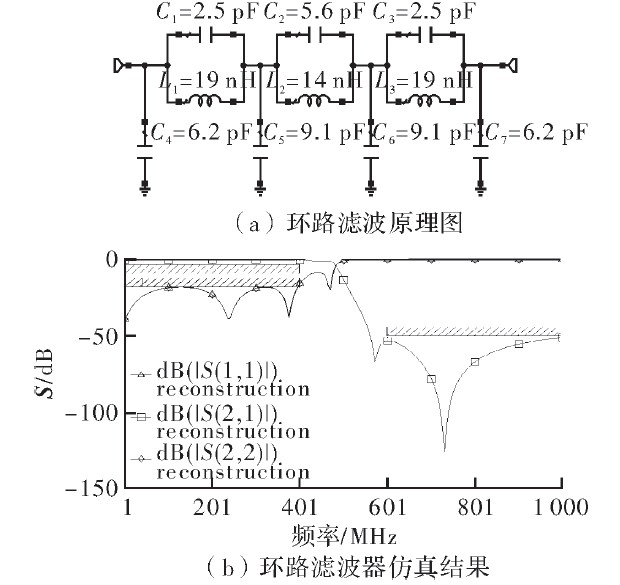 C₁=2.5 pF C₂=5.6 pF C₃=2.5 pF
L₁=19 nH L₂=14 nH L₃=19 nH
C₄=6.2 pF C₅=9.1 pF C₆=9.1 pF C₇=6.2 pF
(a) 环路滤波原理图
0
-50
-100
-150
S/dB
dB(|S(1,1)|)
reconstruction
dB(|S(2,1)|)
reconstruction
dB(|S(2,2)|)
reconstruction
1 201 401 601 801 1 000
频率/MHz
(b) 环路滤波器仿真结果